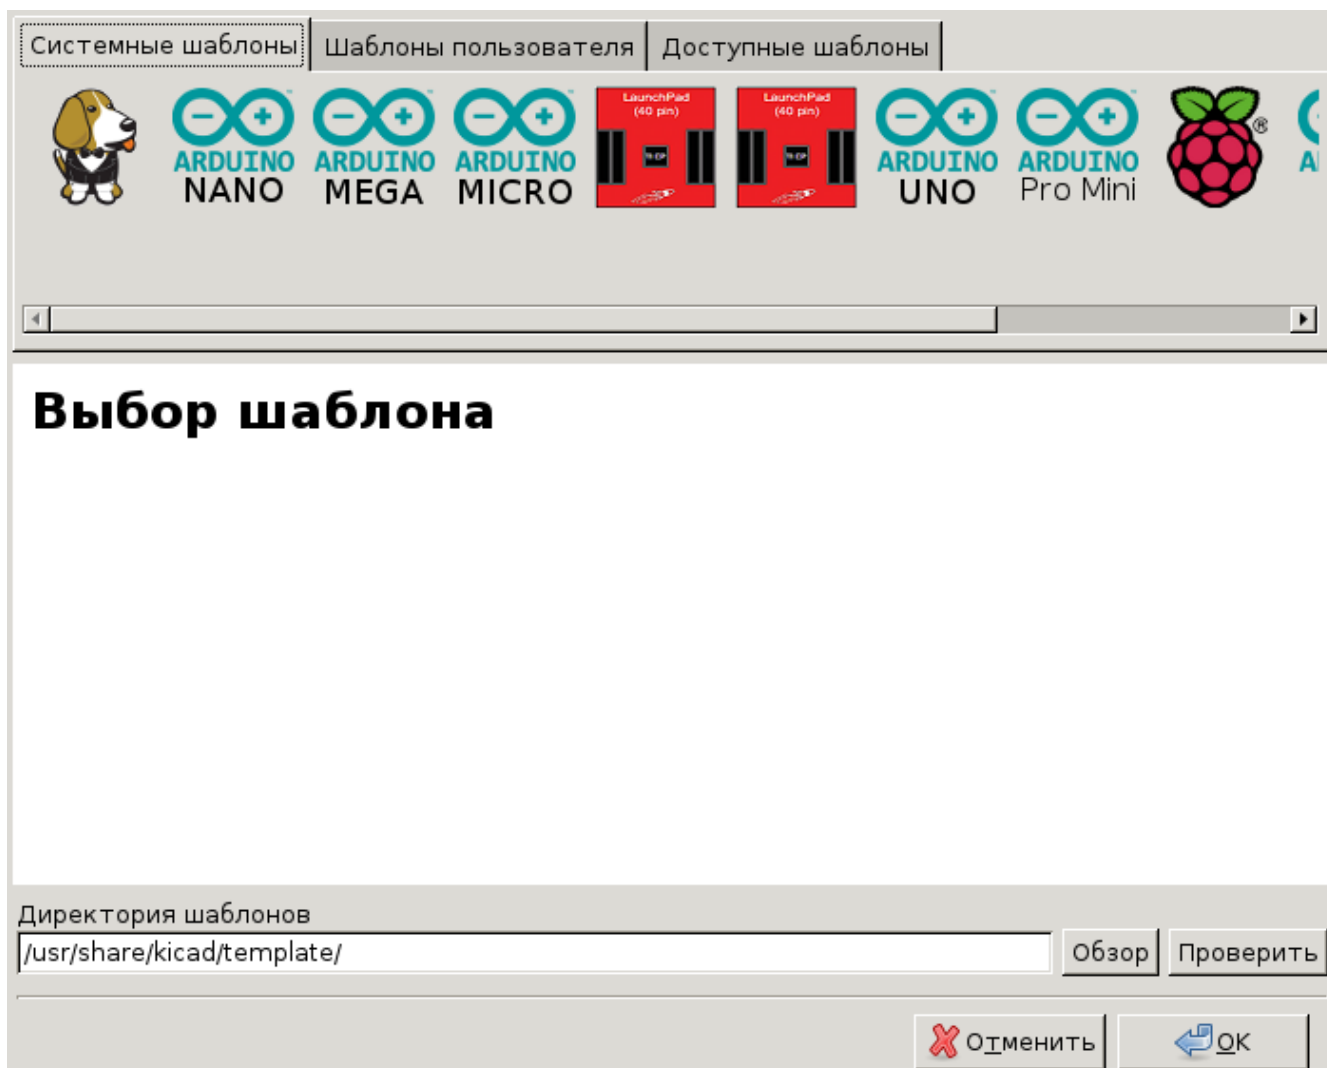 Системные шаблоны Шаблоны пользователя Доступные шаблоны
LaunchPad LaunchPad
(40 pin) (40 pin)
ARDUINO ARDUINO ARDUINO ARDUINO ARDUINO ® A
NANO MEGA MICRO UNO Pro Mini
Выбор шаблона
Директория шаблонов
/usr/share/kicad/template/ Обзор Проверить
Отменить OK